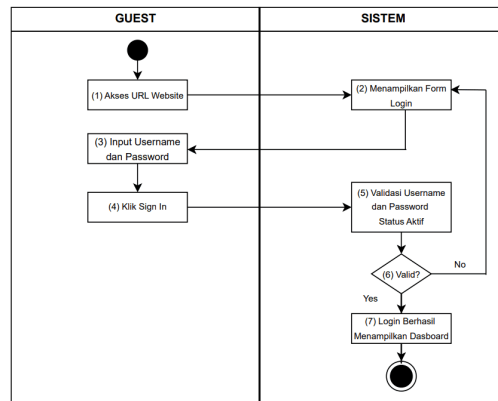 GUEST
SISTEM
(1) Akses URL Website
(2) Menampilkan Form
Login
(3) Input Username
dan Password
(4) Klik Sign In
(5) Validasi Username
dan Password
Status Aktif
(6) Valid?
No
Yes
(7) Login Berhasil
Menampilkan Dasboard